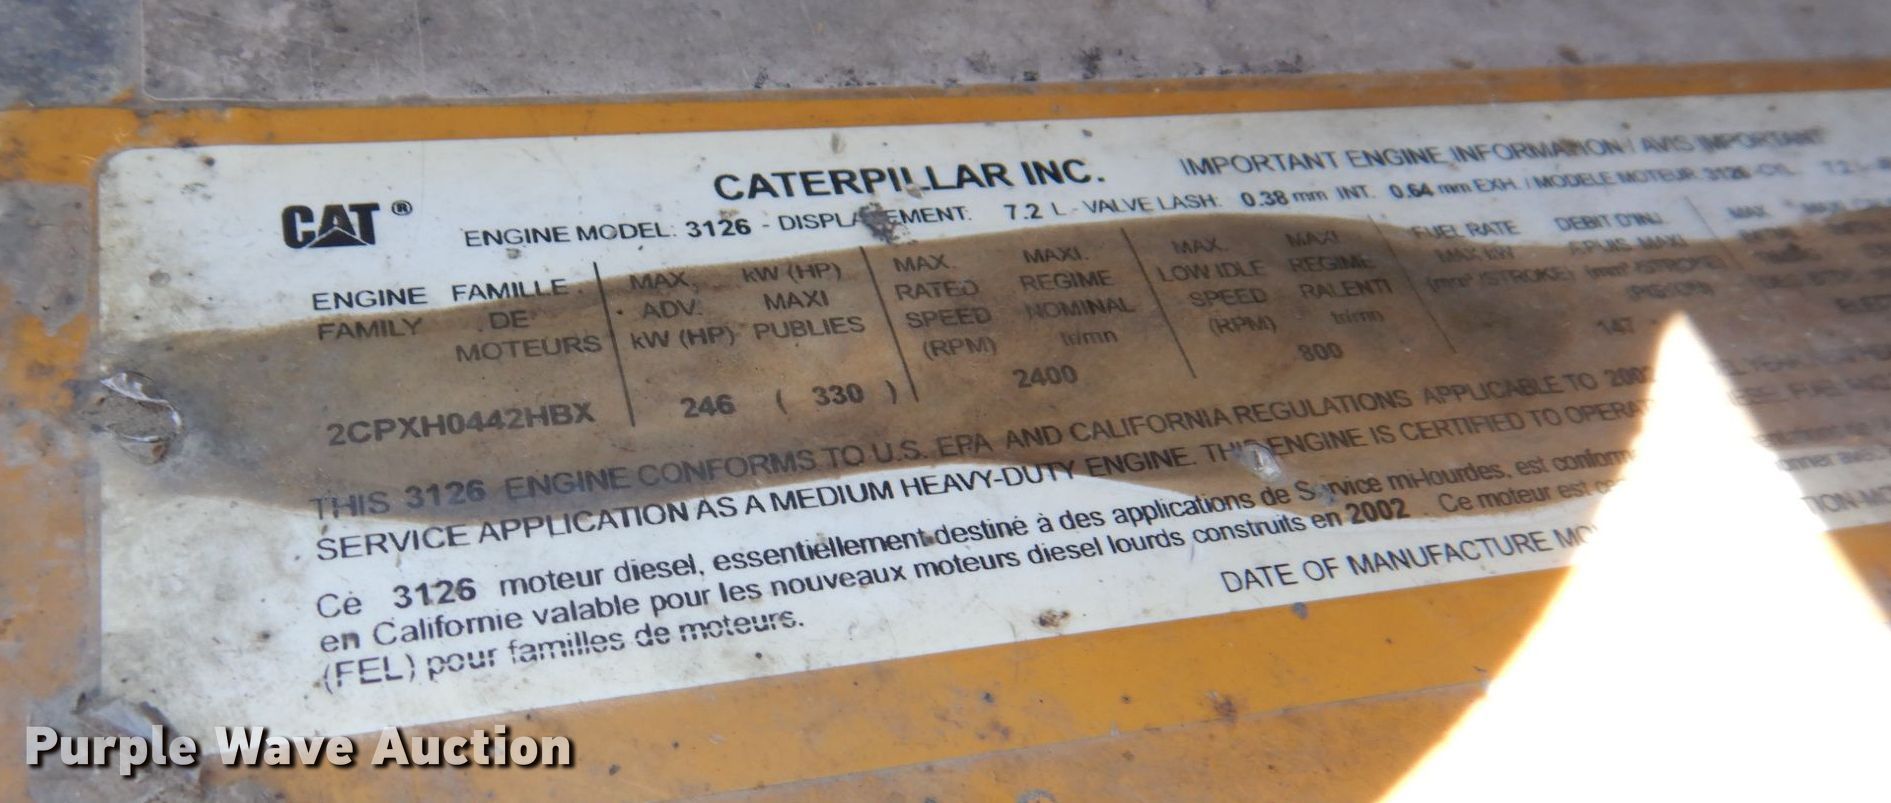 CATERPILLAR INC. IMPORTANT ENGINE INFORMATION / AVIS IMPORTANT
CAT ®
ENGINE MODEL: 3126 - DISPLACEMENT: 7.2 L - VALVE LASH: 0.38 mm INT. 0.64 mm EXH. / MODELE MOTEUR 3126
ENGINE FAMILLE MAX. kW (HP) MAX. MAXI. MAX. MAXI FUEL RATE DEBIT D'INJ.
FAMILY DE ADV. MAXI RATED REGIME LOW IDLE REGIME MAX kW
MOTEURS kW (HP) PUBLIES SPEED NOMINAL SPEED RALENTI
(RPM) tr/mn (RPM) tr/mn
2CPXH0442HBX 246 ( 330 ) 2400 800 147
THIS 3126 ENGINE CONFORMS TO U.S. EPA AND CALIFORNIA REGULATIONS APPLICABLE TO 2002
SERVICE APPLICATION AS A MEDIUM HEAVY-DUTY ENGINE. THIS ENGINE IS CERTIFIED TO
Cè 3126 moteur diesel, essentiellement destiné à des applications de Service mi-lourdes, est
en Californie valable pour les nouveaux moteurs diesel lourds construits en 2002 . Ce moteur est
(FEL) pour familles de moteurs.
DATE OF MANUFACTURE
Purple Wave Auction